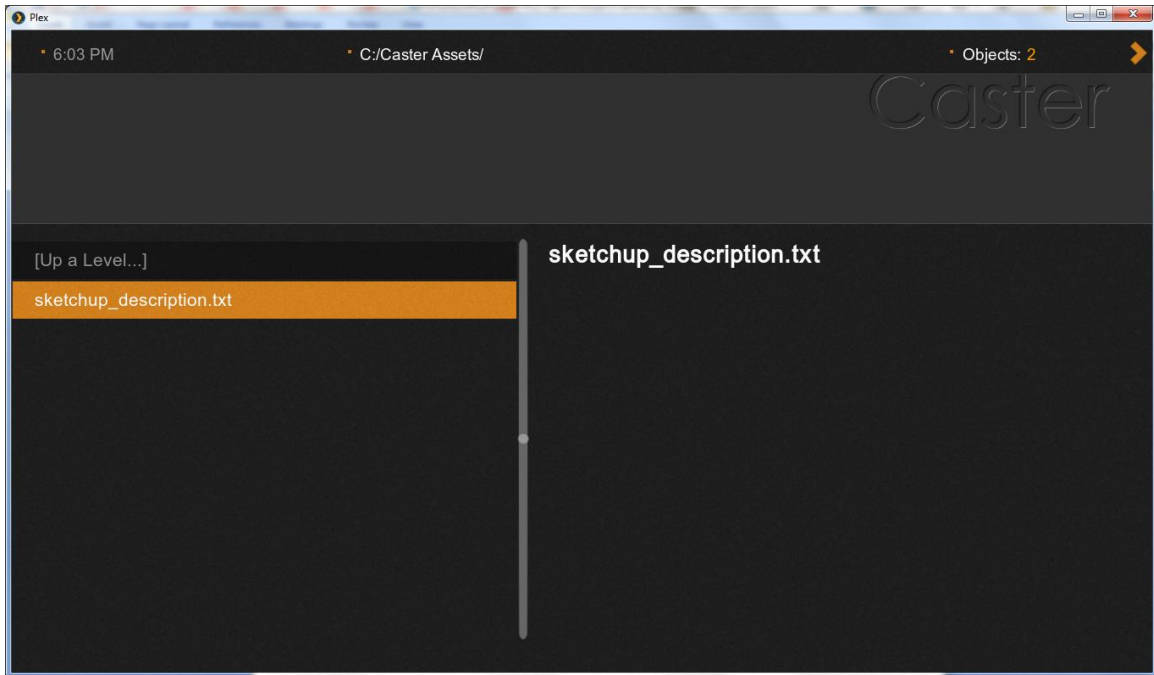 Plex
6:03 PM
C:/Caster Assets/
Objects: 2
Caster
[Up a Level...]
sketchup_description.txt
sketchup_description.txt